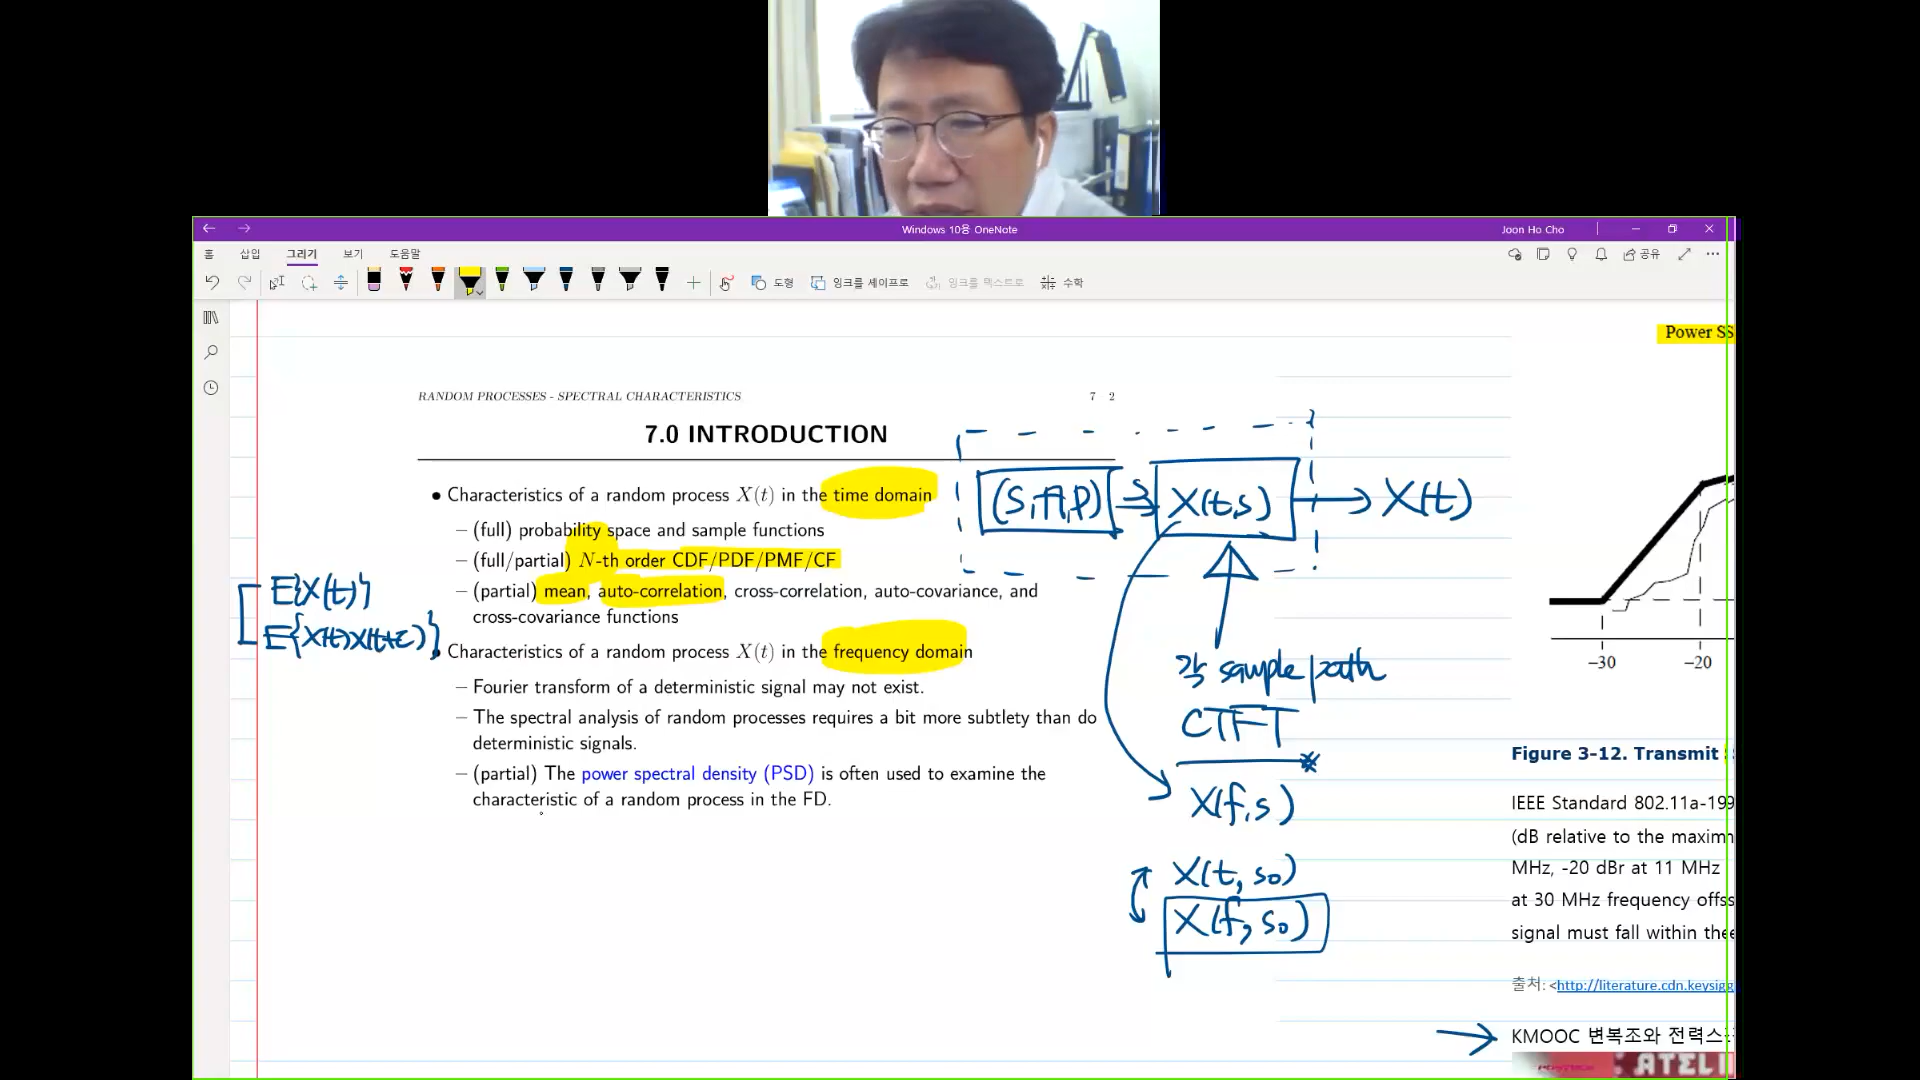 Windows 10용 OneNote
Joon Ho Cho
홈 삽입 그리기 보기 도움말
공유
도형 잉크를 셰이프로 잉크를 텍스트로 수학
Power SS
RANDOM PROCESSES - SPECTRAL CHARACTERISTICS 7 2
7.0 INTRODUCTION
● Characteristics of a random process X(t) in the time domain
– (full) probability space and sample functions
– (full/partial) N-th order CDF/PDF/PMF/CF
– (partial) mean, auto-correlation, cross-correlation, auto-covariance, and
cross-covariance functions
● Characteristics of a random process X(t) in the frequency domain
– Fourier transform of a deterministic signal may not exist.
– The spectral analysis of random processes requires a bit more subtlety than do
deterministic signals.
– (partial) The power spectral density (PSD) is often used to examine the
characteristic of a random process in the FD.
E{X(t)}
E{X(t)X(t+τ)}
(S, A, P) s X(t,s) → X(t)
각 sample path
CTFT
X(f,s)
X(t, s₀)
X(f, s₀)
−30 −20
Figure 3-12. Transmit
IEEE Standard 802.11a-199
(dB relative to the maxim
MHz, -20 dBr at 11 MHz
at 30 MHz frequency offs
signal must fall within the
출처: <http://literature.cdn.keysig
KMOOC 변복조와 전력스